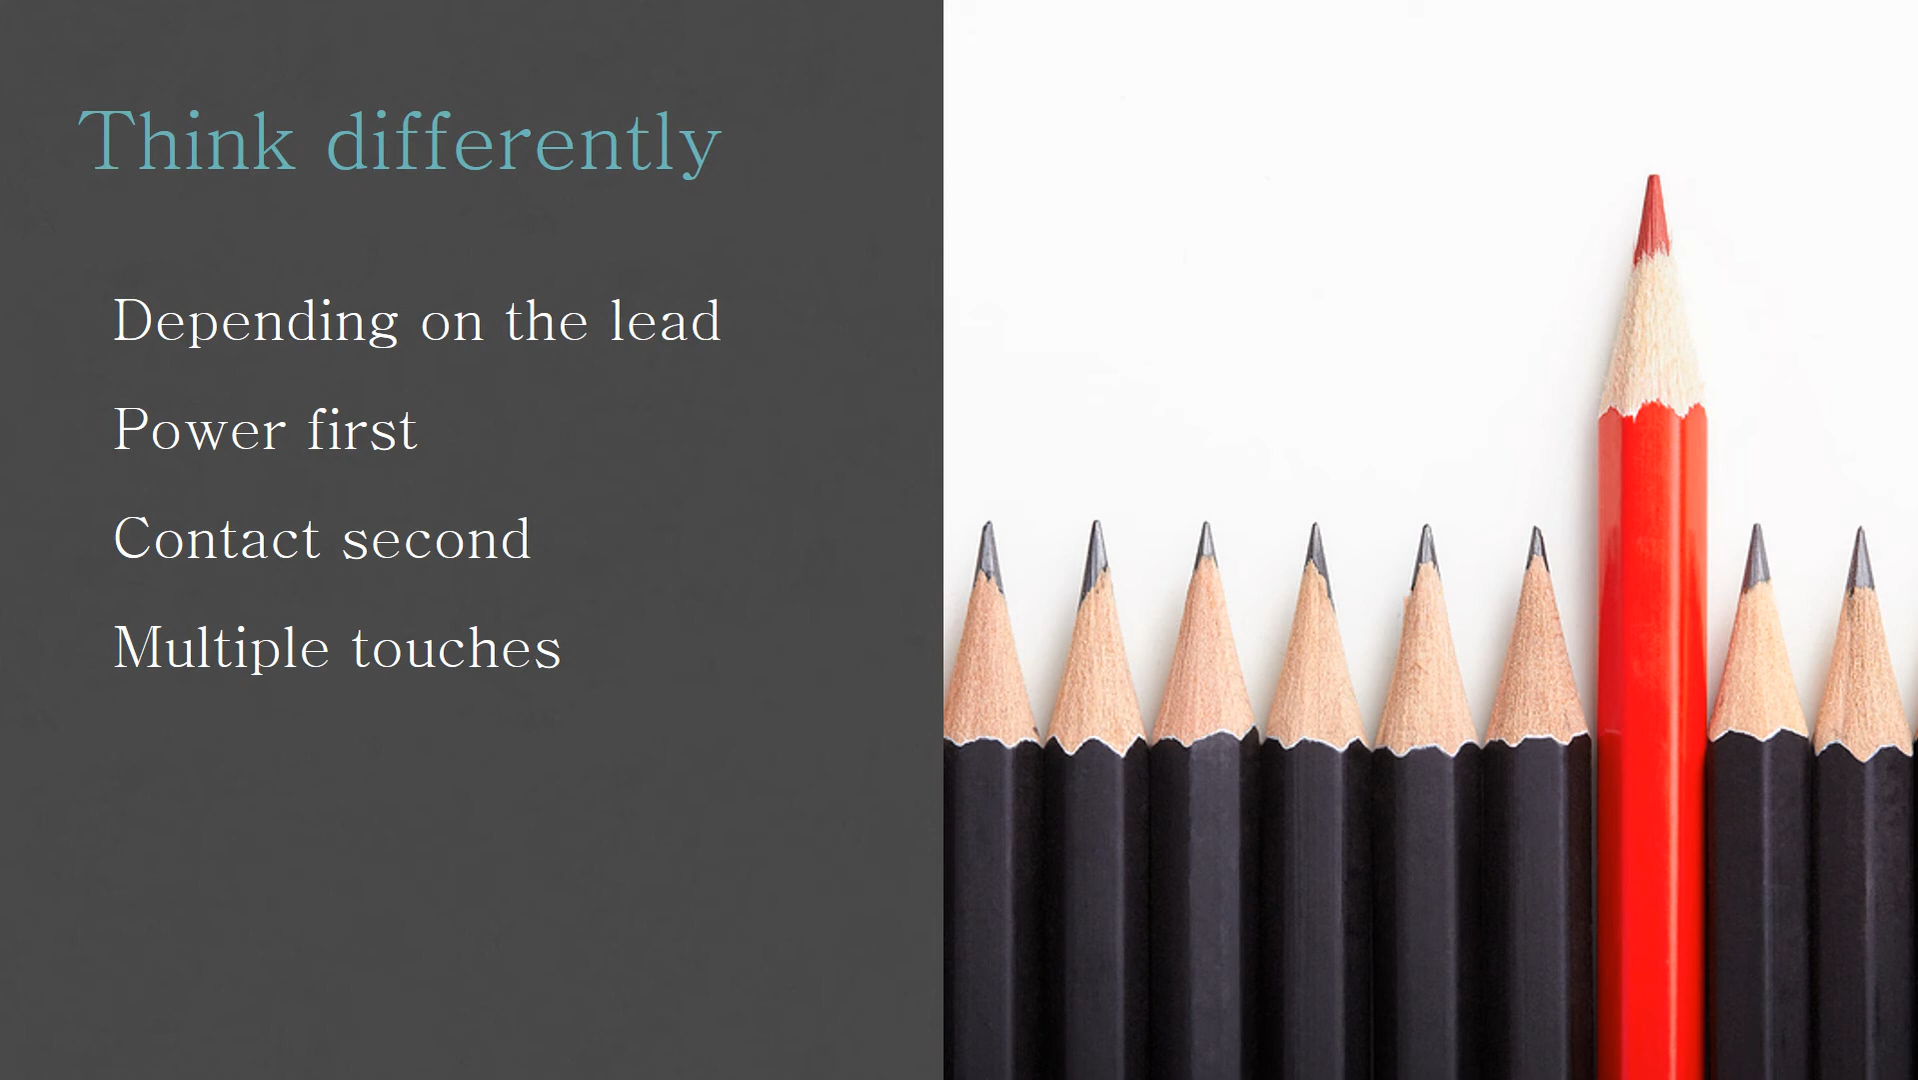 Think differently
Depending on the lead
Power first
Contact second
Multiple touches